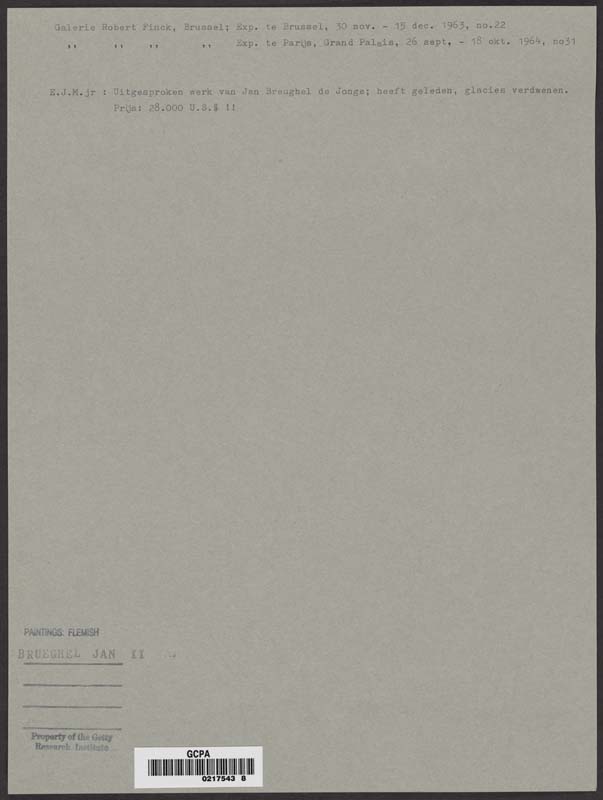 Galerie Robert Finck, Brussel; Exp. te Brussel, 30 nov. - 15 dec. 1963, no.22
,, ,, ,, ,, Exp. te Parijs, Grand Palais, 26 sept. - 18 okt. 1964, no31
E.J.M.jr : Uitgesproken werk van Jan Breughel de Jonge; heeft geleden, glacies verdwenen.
Prijs: 28.000 U.S.$ !!
PAINTINGS: FLEMISH
BRUEGHEL JAN II
Property of the Getty
Research Institute
GCPA
0217543 8